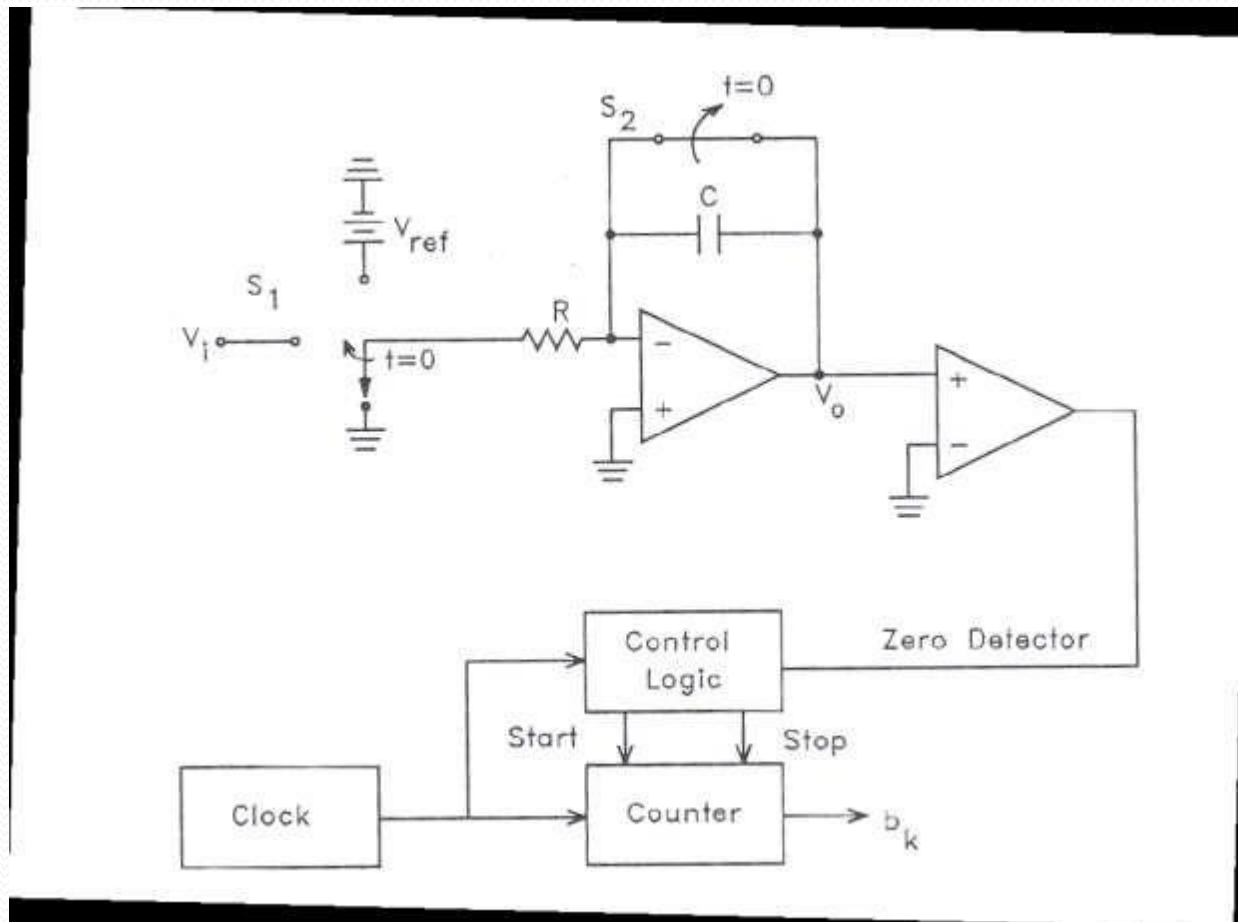 t=0
S2
C
Vref
S1
R
Vi
t=0
−
+
Vo
+
−
Control
Logic
Zero Detector
Start
Stop
Clock
Counter
bk